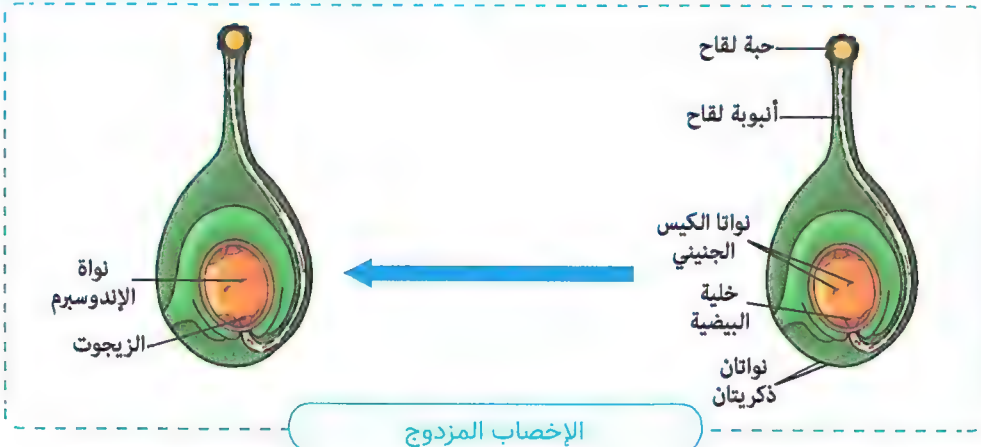 حبة لقاح
أنبوبة لقاح
نواتا الكيس
الجنيني
خلية
البيضية
نواتان
ذكريتان
نواة
الإندوسبرم
الزيجوت
الإخصاب المزدوج